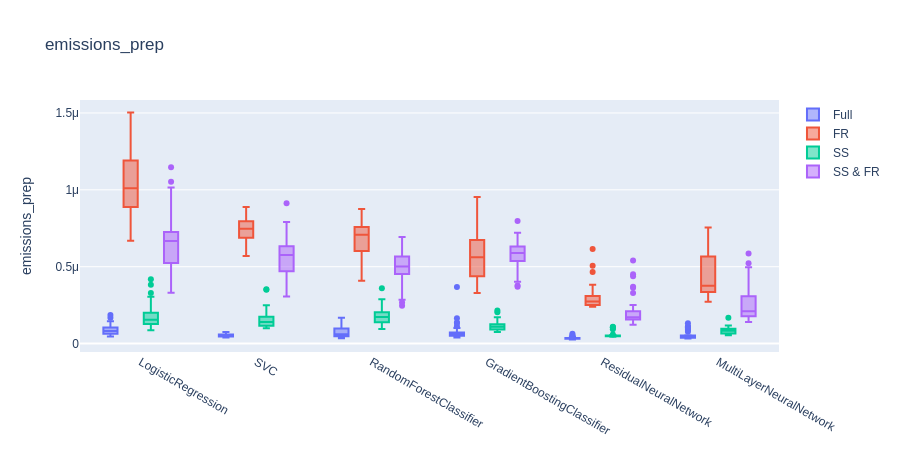 emissions_prep
emissions_prep
1.5μ
1μ
0.5μ
0
LogisticRegression
SVC
RandomForestClassifier
GradientBoostingClassifier
ResidualNeuralNetwork
MultiLayerNeuralNetwork
Full
FR
SS
SS & FR